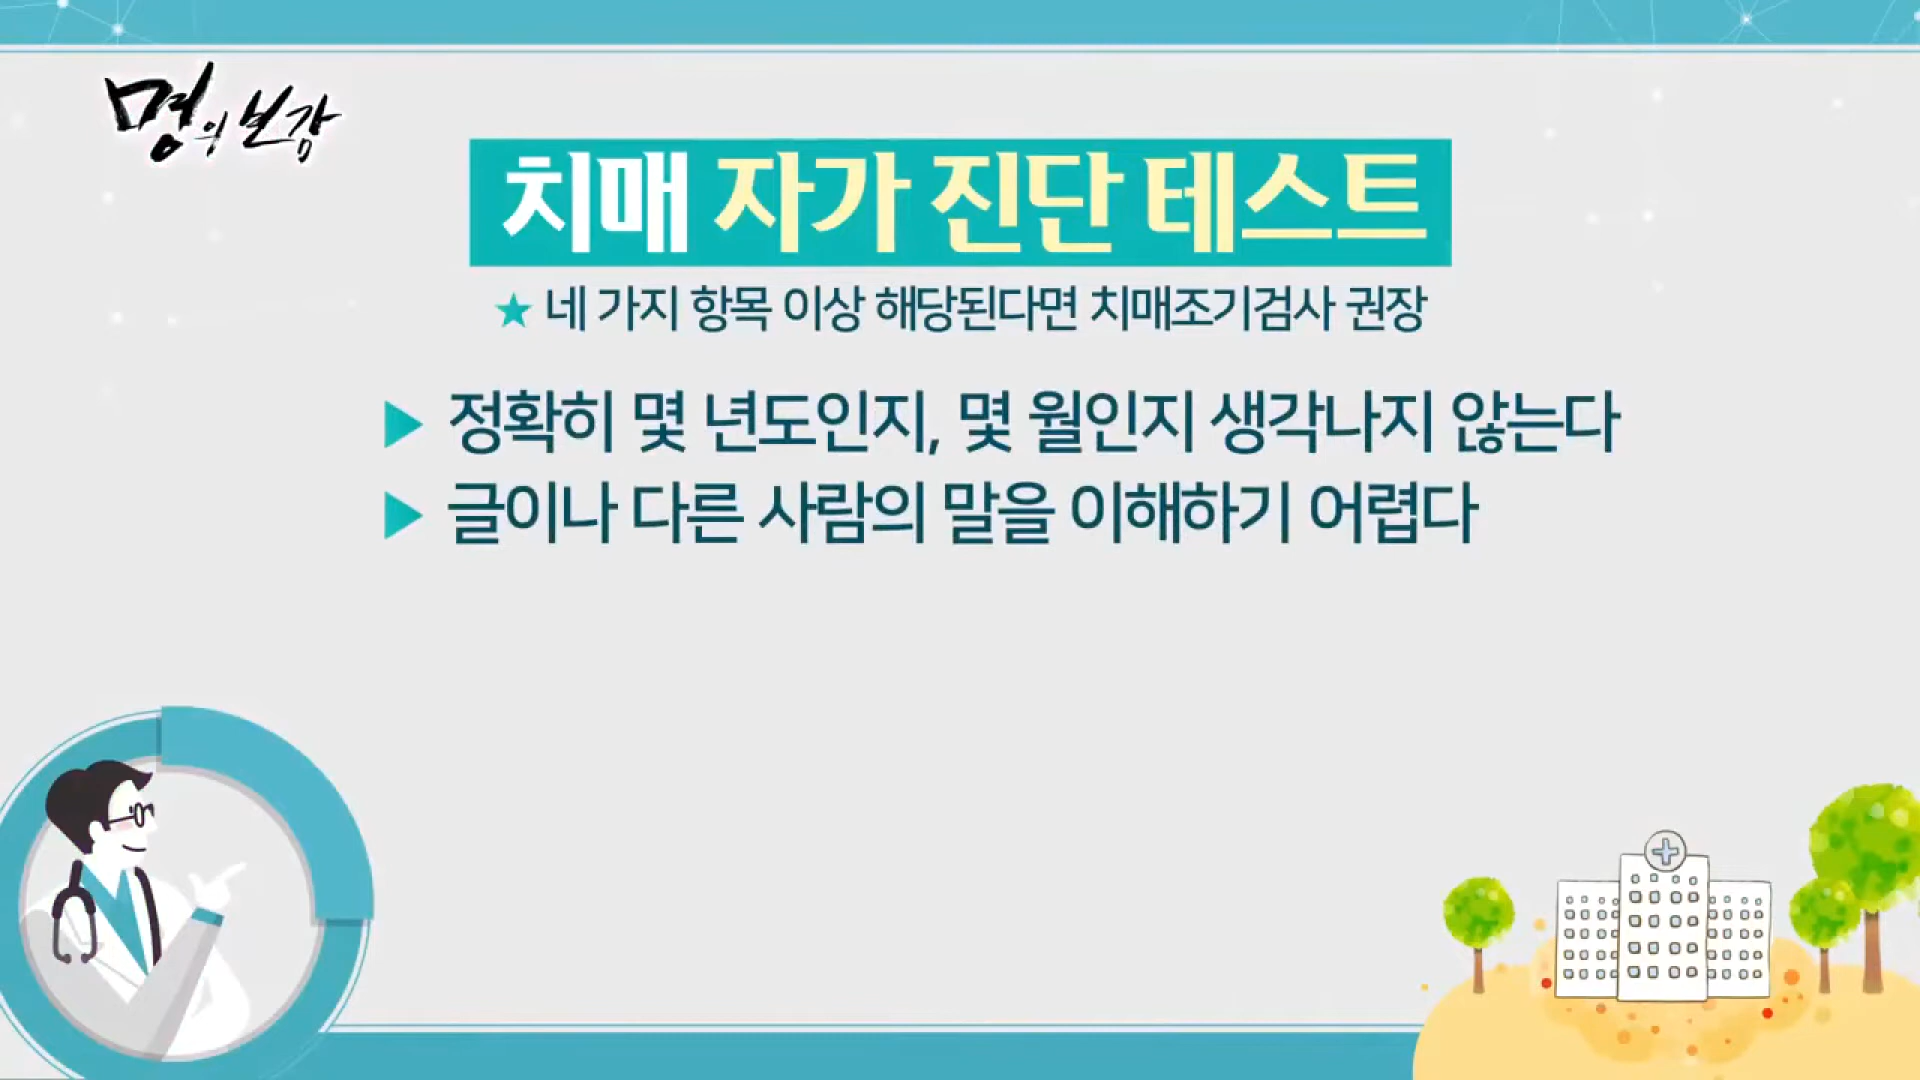 명의보감
치매 자가 진단 테스트
★ 네 가지 항목 이상 해당된다면 치매조기검사 권장
▶ 정확히 몇 년도인지, 몇 월인지 생각나지 않는다
▶ 글이나 다른 사람의 말을 이해하기 어렵다